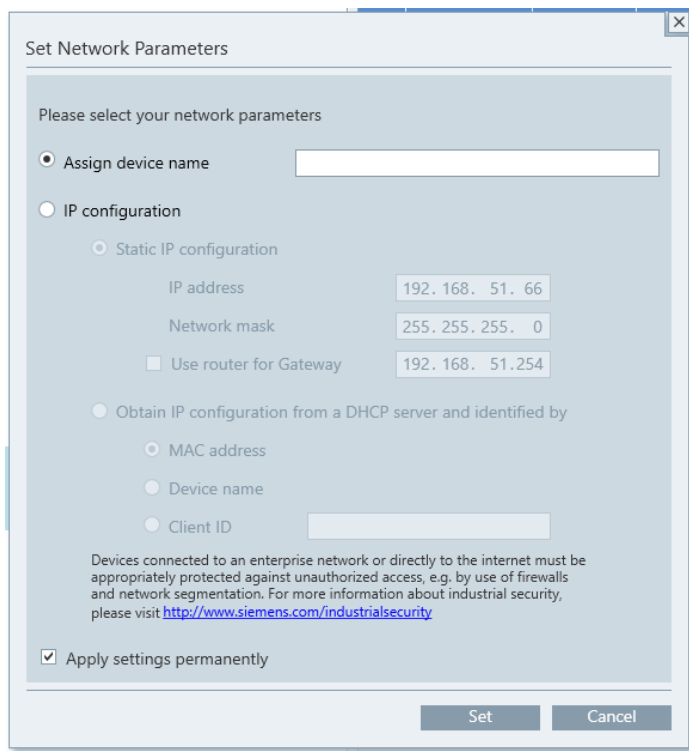 Set Network Parameters
Please select your network parameters
Assign device name
IP configuration
Static IP configuration
IP address 192. 168. 51. 66
Network mask 255. 255. 255. 0
Use router for Gateway 192. 168. 51.254
Obtain IP configuration from a DHCP server and identified by
MAC address
Device name
Client ID
Devices connected to an enterprise network or directly to the internet must be
appropriately protected against unauthorized access, e.g. by use of firewalls
and network segmentation. For more information about industrial security,
please visit http://www.siemens.com/industrialsecurity
Apply settings permanently
Set Cancel